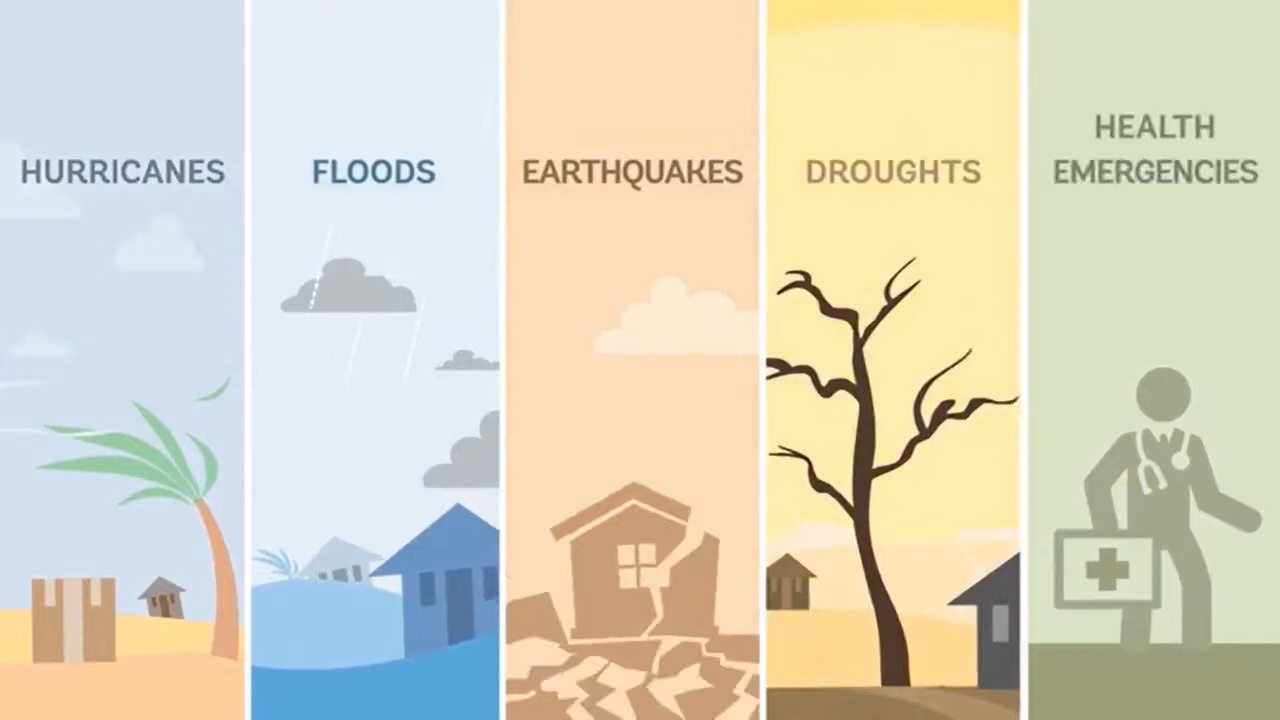 HURRICANES
FLOODS
EARTHQUAKES
DROUGHTS
HEALTH
EMERGENCIES